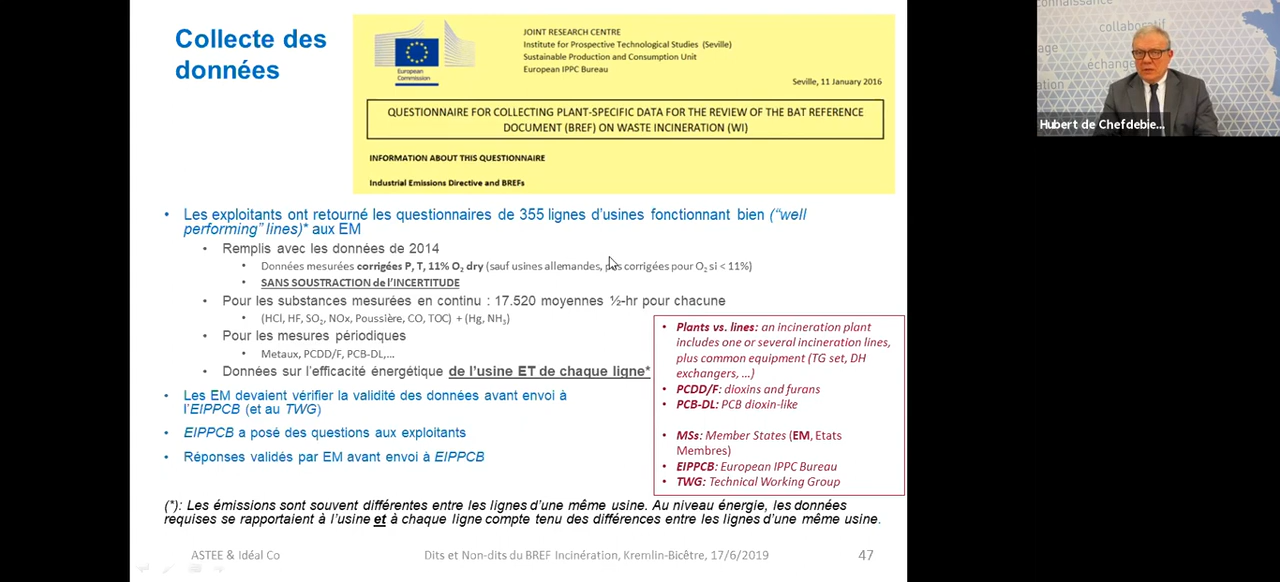 Collecte des
données
European
Commission
JOINT RESEARCH CENTRE
Institute for Prospective Technological Studies (Seville)
Sustainable Production and Consumption Unit
European IPPC Bureau
Seville, 11 January 2016
QUESTIONNAIRE FOR COLLECTING PLANT-SPECIFIC DATA FOR THE REVIEW OF THE BAT REFERENCE
DOCUMENT (BREF) ON WASTE INCINERATION (WI)
INFORMATION ABOUT THIS QUESTIONNAIRE
Industrial Emissions Directive and BREFs
• Les exploitants ont retourné les questionnaires de 355 lignes d'usines fonctionnant bien ("well
performing" lines)* aux EM
• Remplis avec les données de 2014
• Données mesurées corrigées P, T, 11% O₂ dry (sauf usines allemandes, pas corrigées pour O₂ si < 11%)
• SANS SOUSTRACTION de l'INCERTITUDE
• Pour les substances mesurées en continu : 17.520 moyennes ½-hr pour chacune
• (HCl, HF, SO₂, NOx, Poussière, CO, TOC) + (Hg, NH₃)
• Pour les mesures périodiques
• Metaux, PCDD/F, PCB-DL,...
• Données sur l'efficacité énergétique de l'usine ET de chaque ligne*
• Les EM devaient vérifier la validité des données avant envoi à
l'EIPPCB (et au TWG)
• EIPPCB a posé des questions aux exploitants
• Réponses validés par EM avant envoi à EIPPCB
• Plants vs. lines: an incineration plant
includes one or several incineration lines,
plus common equipment (TG set, DH
exchangers, ...)
• PCDD/F: dioxins and furans
• PCB-DL: PCB dioxin-like
• MSs: Member States (EM, Etats
Membres)
• EIPPCB: European IPPC Bureau
• TWG: Technical Working Group
(*): Les émissions sont souvent différentes entre les lignes d'une même usine. Au niveau énergie, les données
requises se rapportaient à l'usine et à chaque ligne compte tenu des différences entre les lignes d'une même usine.
ASTEE & Idéal Co
Dits et Non-dits du BREF Incinération, Kremlin-Bicêtre, 17/6/2019
47
connaissance
collaboratif
échange
Hubert de Chefdebie...